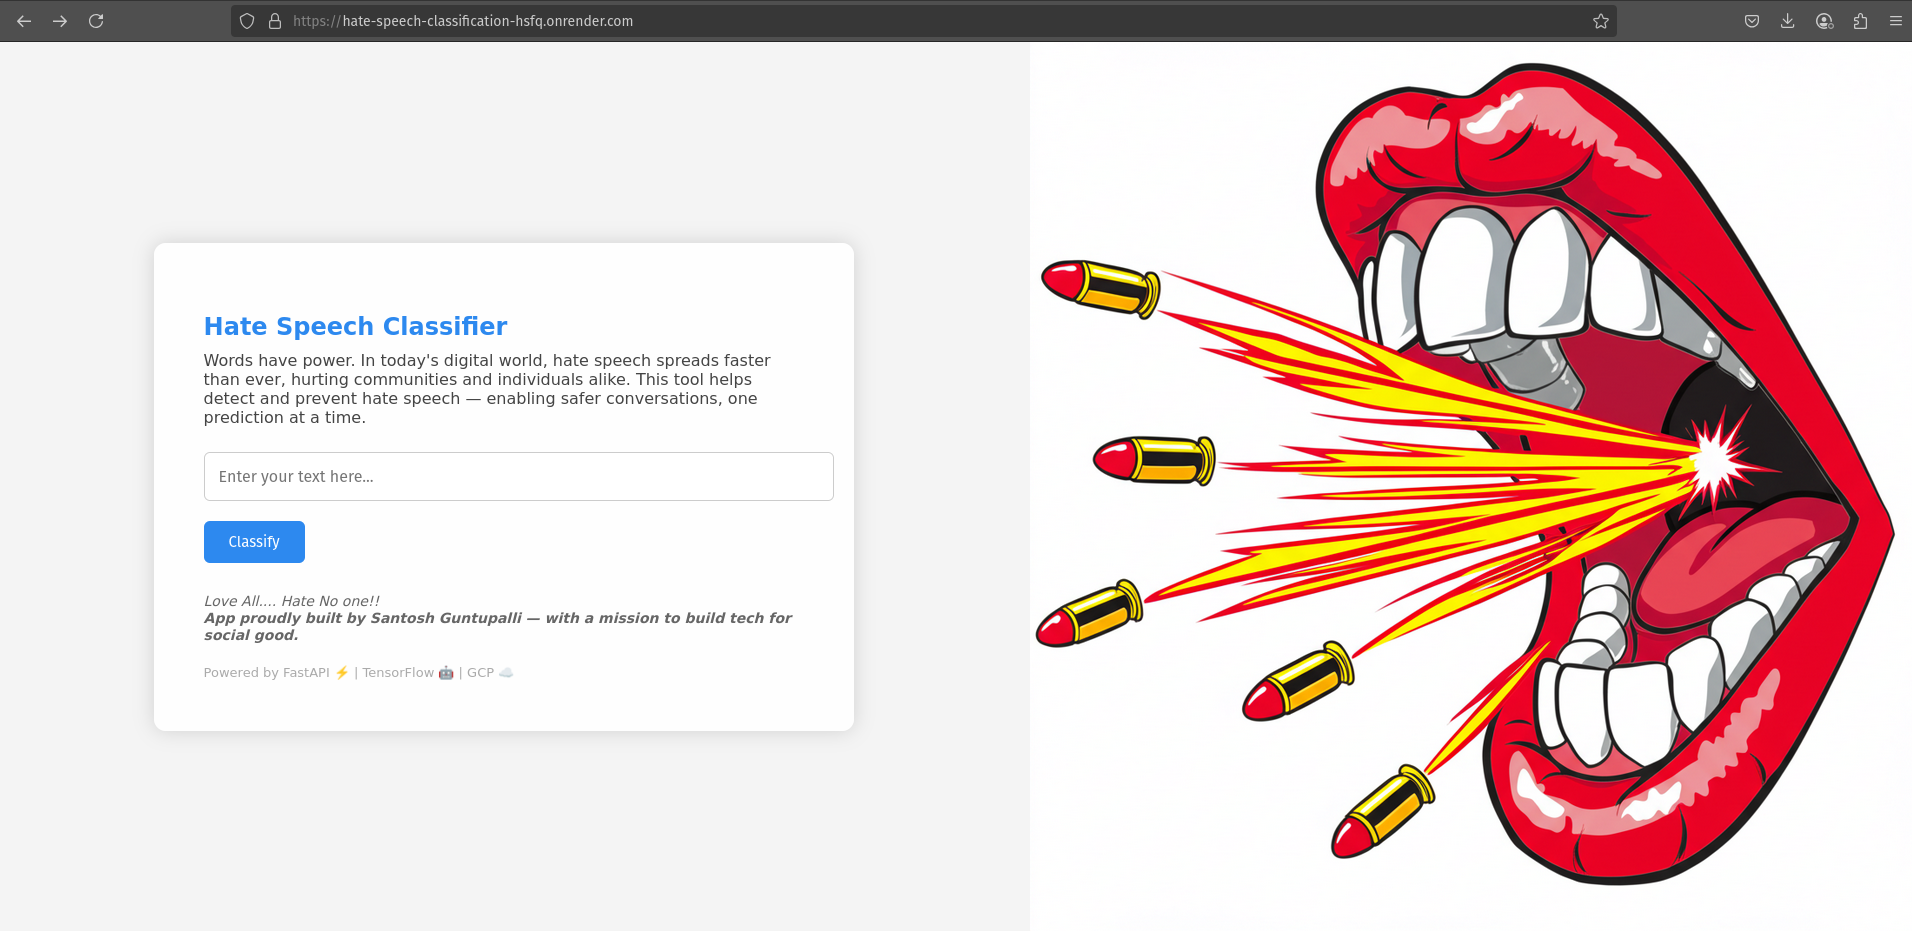 https://hate-speech-classification-hsfq.onrender.com
Hate Speech Classifier
Words have power. In today's digital world, hate speech spreads faster
than ever, hurting communities and individuals alike. This tool helps
detect and prevent hate speech — enabling safer conversations, one
prediction at a time.
Enter your text here...
Classify
Love All.... Hate No one!!
App proudly built by Santosh Guntupalli — with a mission to build tech for
social good.
Powered by FastAPI ⚡ | TensorFlow 🤖 | GCP ☁️